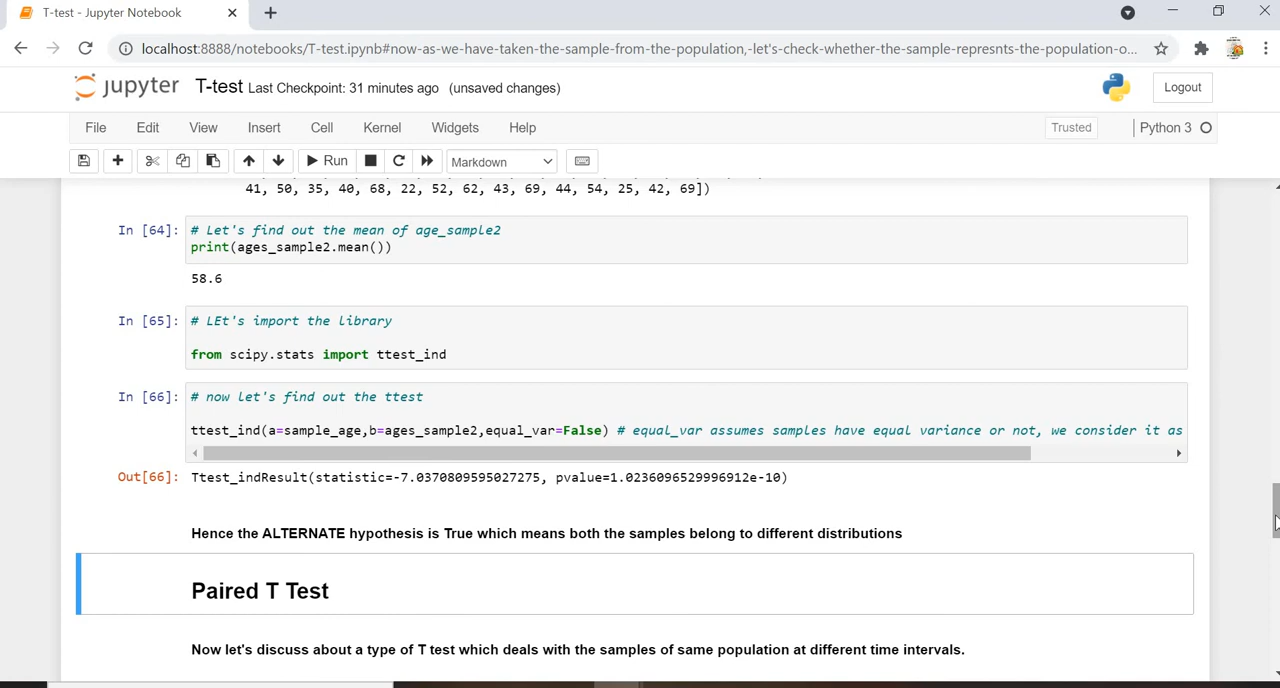 T-test - Jupyter Notebook
localhost:8888/notebooks/T-test.ipynb#now-as-we-have-taken-the-sample-from-the-population,-let's-check-whether-the-sample-represnts-the-population-o...
jupyter T-test Last Checkpoint: 31 minutes ago (unsaved changes)
Logout
File Edit View Insert Cell Kernel Widgets Help
Trusted Python 3
Run Markdown
41, 50, 35, 40, 68, 22, 52, 62, 43, 69, 44, 54, 25, 42, 69])
In [64]: # Let's find out the mean of age_sample2
print(ages_sample2.mean())
58.6
In [65]: # LEt's import the library
from scipy.stats import ttest_ind
In [66]: # now let's find out the ttest
ttest_ind(a=sample_age,b=ages_sample2,equal_var=False) # equal_var assumes samples have equal variance or not, we consider it as
Out[66]: Ttest_indResult(statistic=-7.0370809595027275, pvalue=1.0236096529996912e-10)
Hence the ALTERNATE hypothesis is True which means both the samples belong to different distributions
Paired T Test
Now let's discuss about a type of T test which deals with the samples of same population at different time intervals.